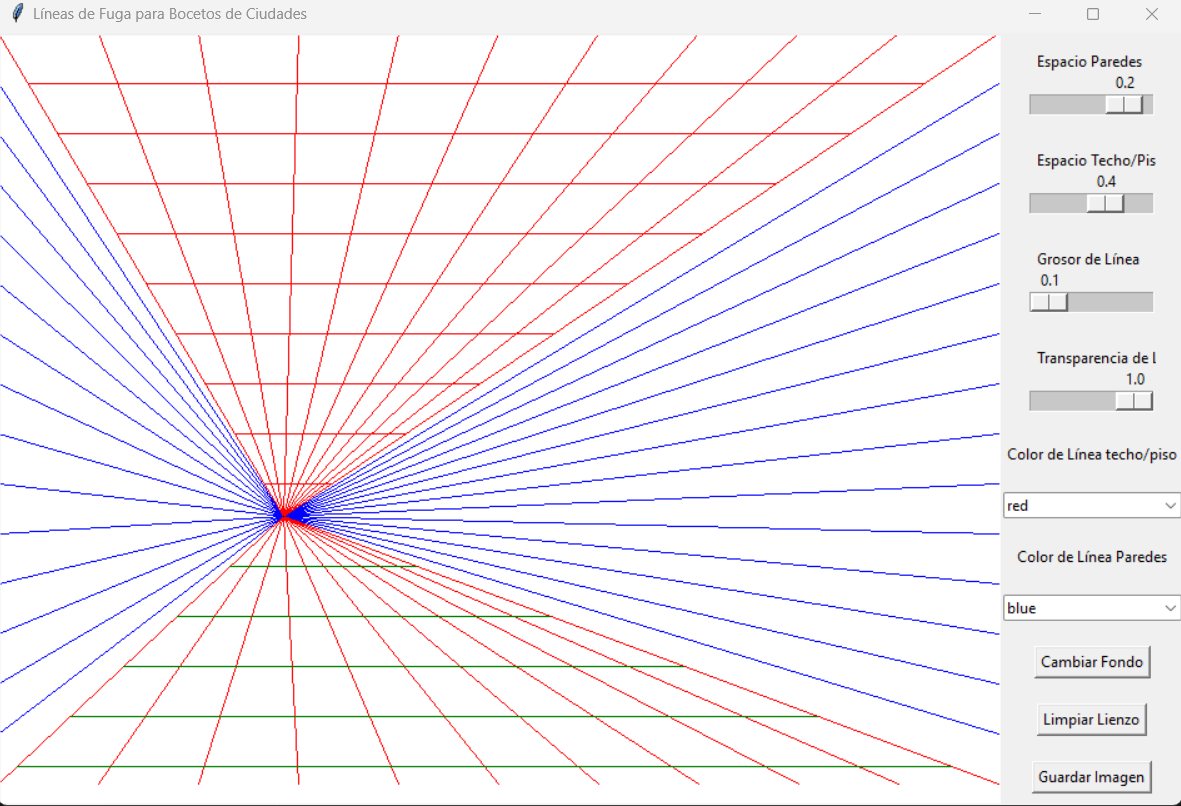 Líneas de Fuga para Bocetos de Ciudades
Espacio Paredes
0.2
Espacio Techo/Pis
0.4
Grosor de Línea
0.1
Transparencia de l
1.0
Color de Línea techo/piso
red
Color de Línea Paredes
blue
Cambiar Fondo
Limpiar Lienzo
Guardar Imagen